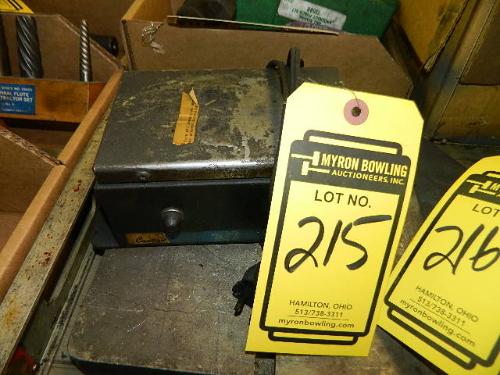 MYRON BOWLING
AUCTIONEERS, INC.
LOT NO.
215
HAMILTON, OHIO
513/738-3311
myronbowling.com
LOT NO.
216
HAMILTON, OHIO
513/738-3311
myronbowling.com